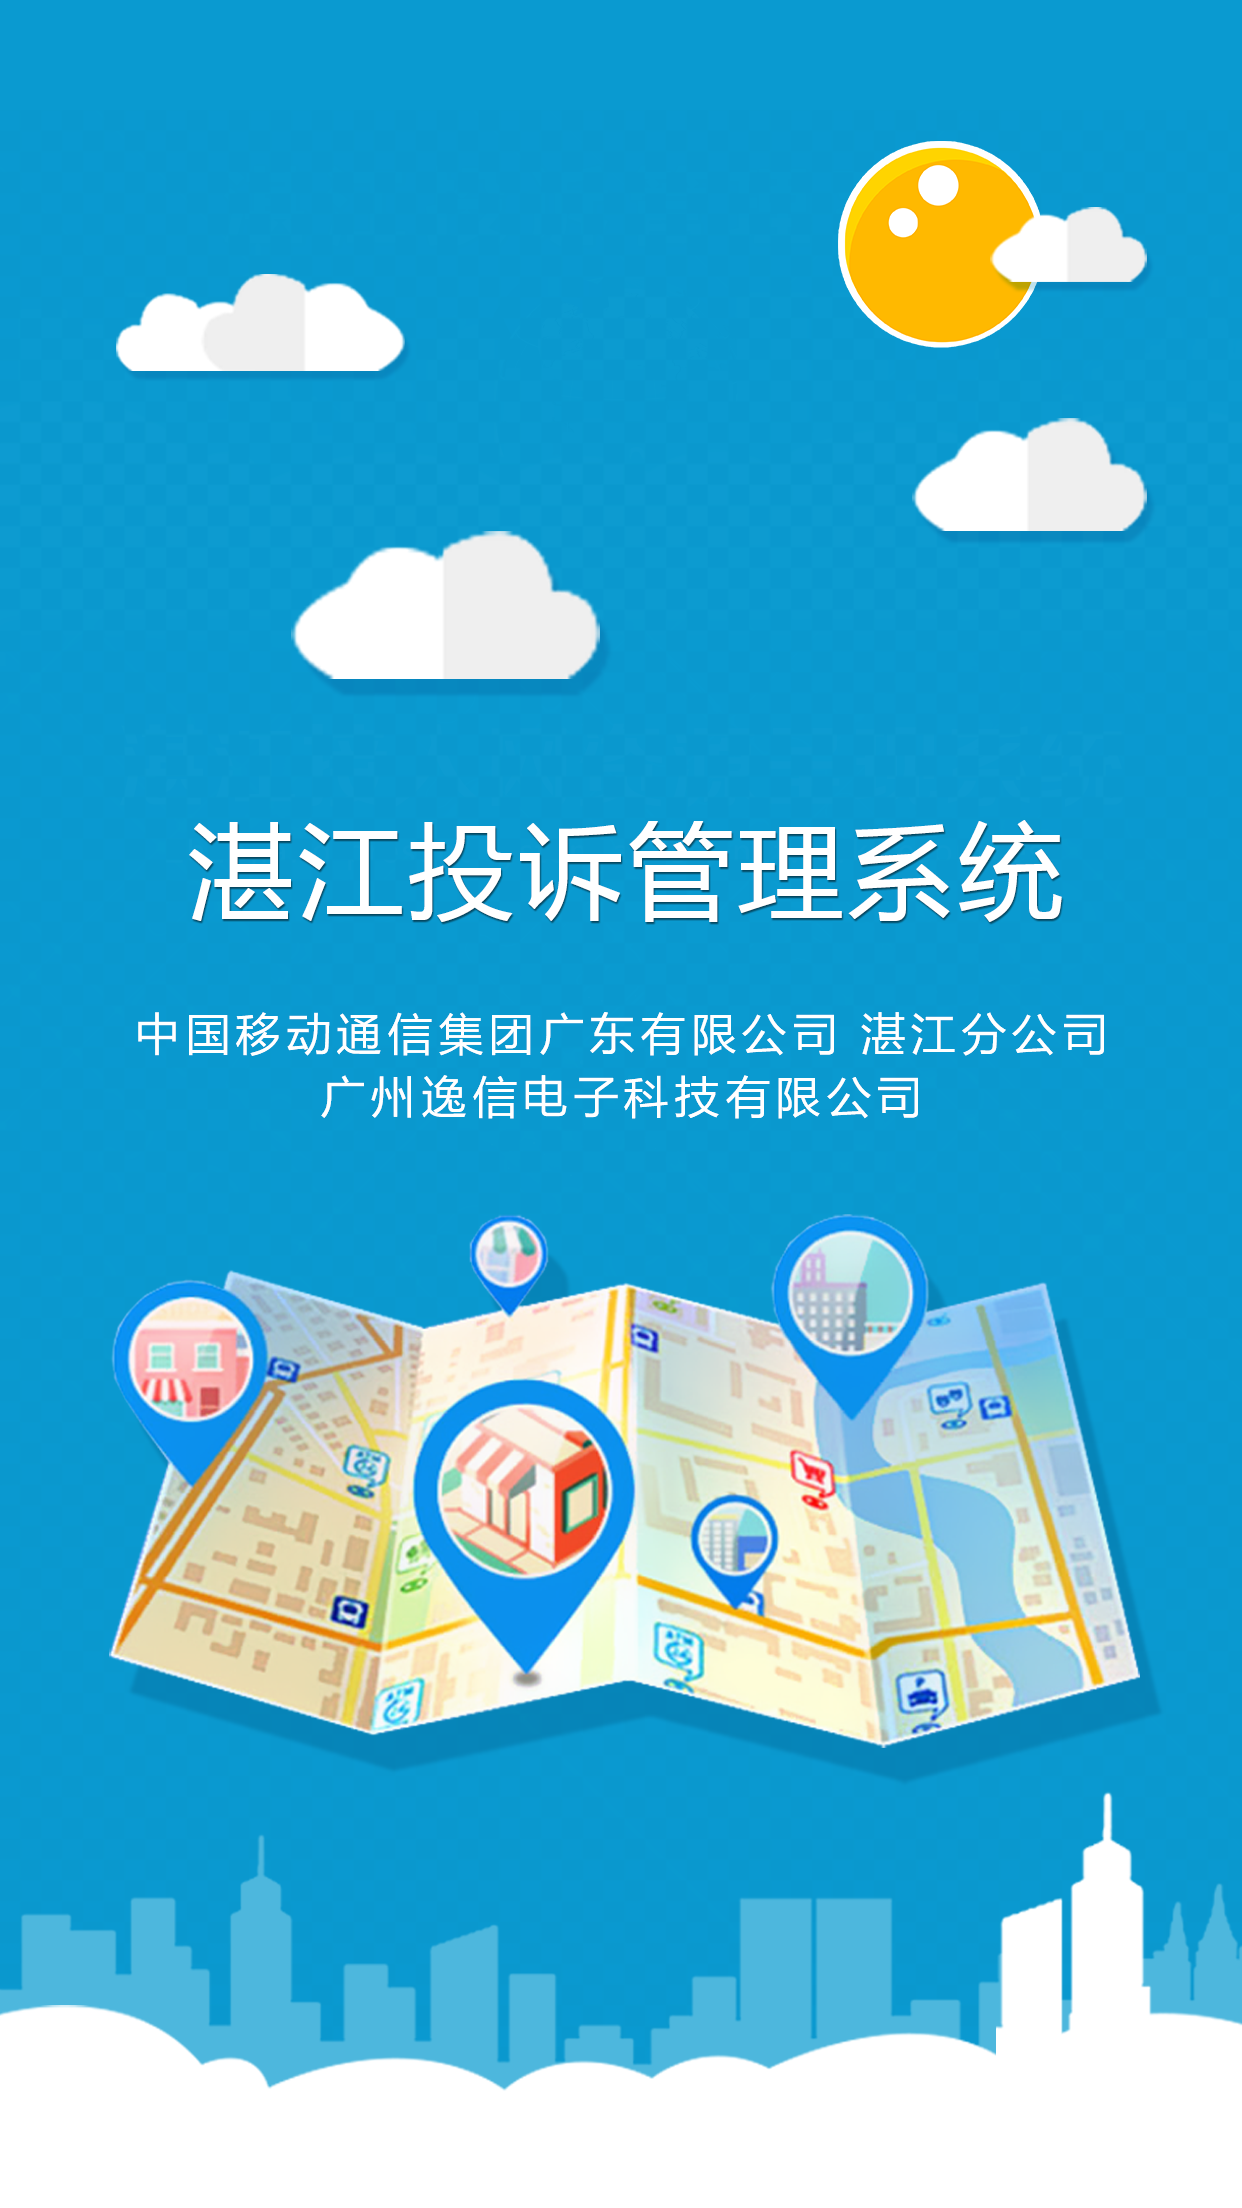 湛江投诉管理系统
中国移动通信集团广东有限公司 湛江分公司
广州逸信电子科技有限公司